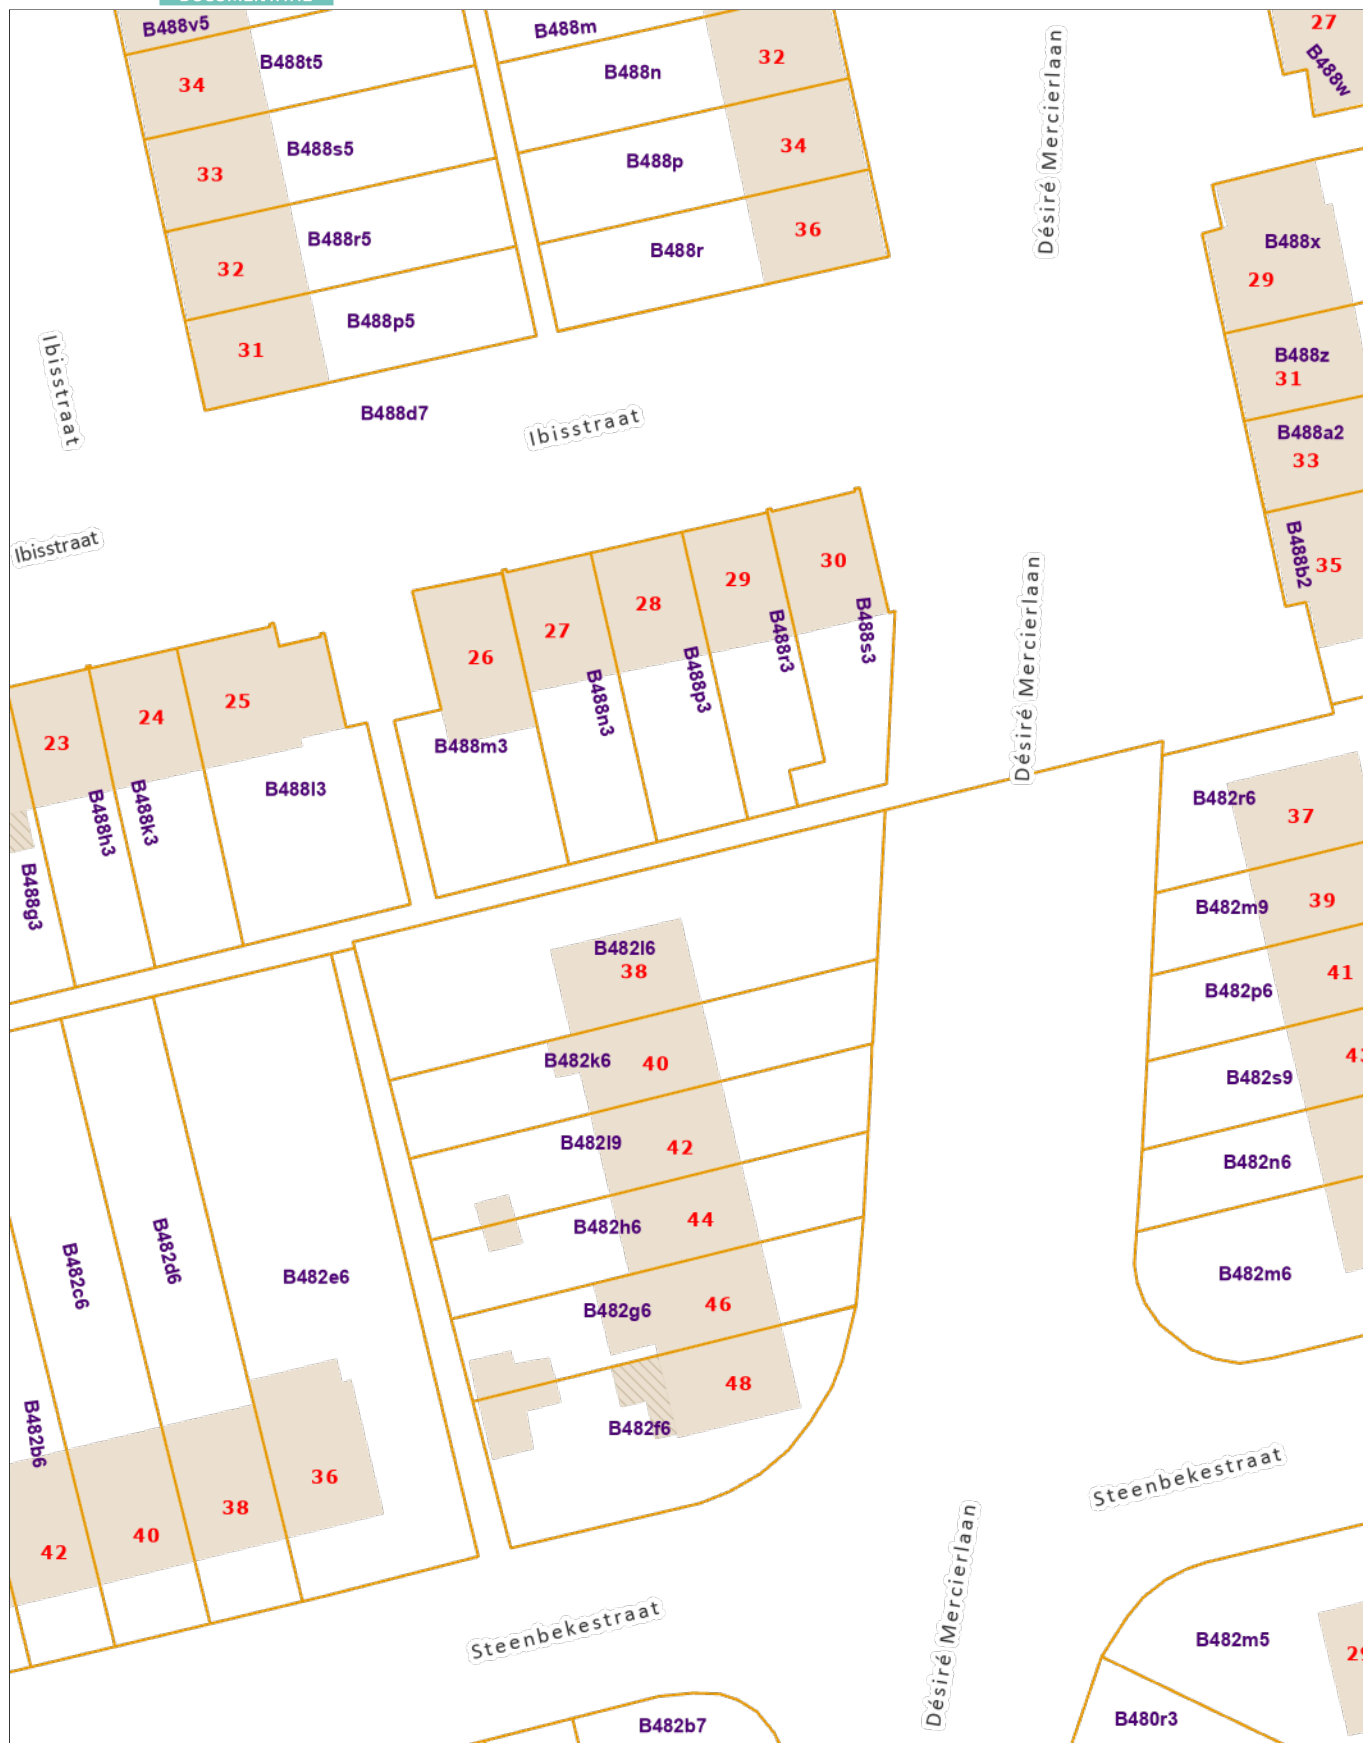 B488v5
B488m
27
B488t5
34
B488n
32
B488w
Désiré Mercierlaan
33
B488s5
B488p
34
B488r5
32
B488r
36
B488x
29
B488p5
31
Ibisstraat
B488z
31
B488d7
Ibisstraat
B488a2
33
Ibisstraat
B488b2
35
30
29
28
27
26
B488s3
B488r3
B488p3
B488n3
B488m3
Désiré Mercierlaan
25
24
23
B488l3
B488k3
B488h3
B488g3
B482r6
37
B482m9
39
B482l6
38
B482p6
41
B482k6
40
B482s9
B482l9
42
B482n6
B482h6
44
B482m6
B482g6
46
B482c6
B482d6
B482e6
48
B482f6
B482b6
36
38
40
42
Steenbekestraat
Steenbekestraat
Désiré Mercierlaan
B482m5
B480r3
B482b7